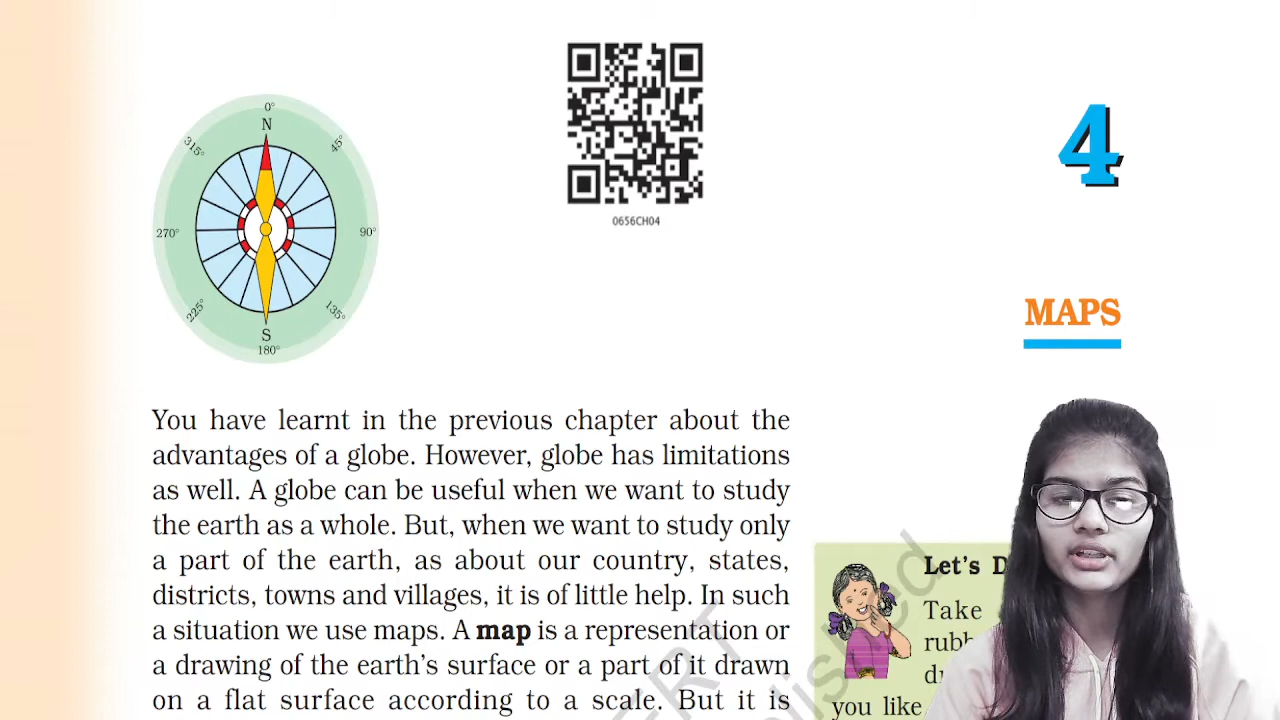 0°
N
45°
315°
90°
270°
135°
225°
S
180°
0656CH04
4
MAPS
You have learnt in the previous chapter about the
advantages of a globe. However, globe has limitations
as well. A globe can be useful when we want to study
the earth as a whole. But, when we want to study only
a part of the earth, as about our country, states,
districts, towns and villages, it is of little help. In such
a situation we use maps. A map is a representation or
a drawing of the earth's surface or a part of it drawn
on a flat surface according to a scale. But it is
Let's D
Take
you like